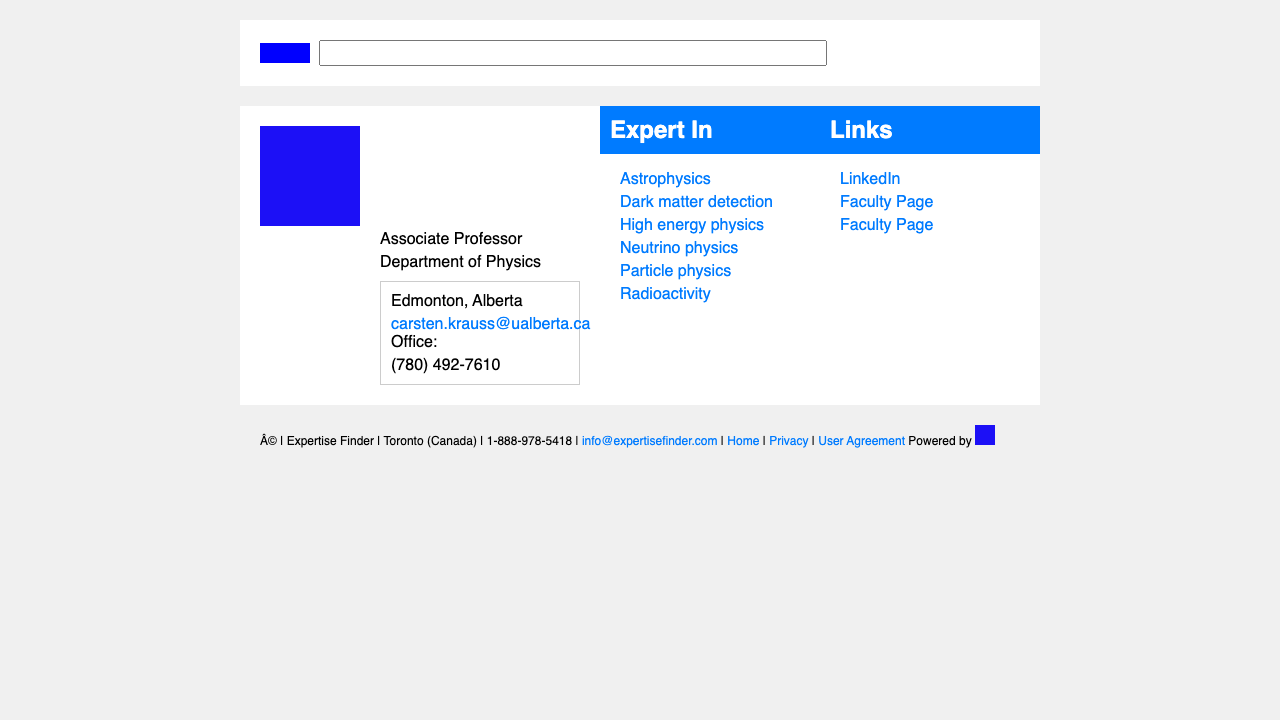 Expert In
Links
Astrophysics
Dark matter detection
High energy physics
Neutrino physics
Particle physics
Radioactivity
LinkedIn
Faculty Page
Faculty Page
Associate Professor
Department of Physics
Edmonton, Alberta
carsten.krauss@ualberta.ca
Office:
(780) 492-7610
Â© | Expertise Finder | Toronto (Canada) | 1-888-978-5418 | info@expertisefinder.com | Home | Privacy | User Agreement Powered by